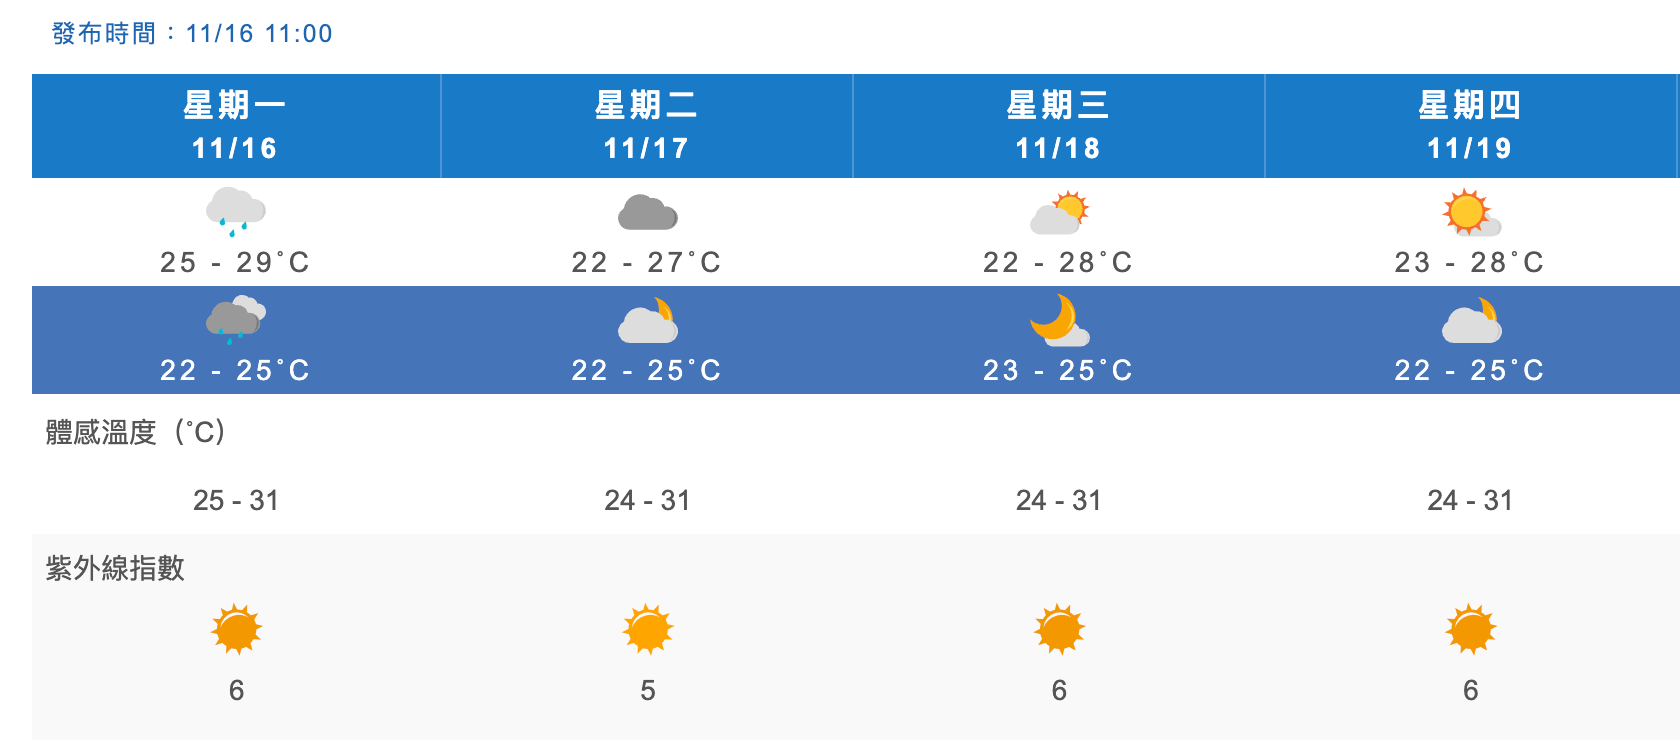 發布時間：11/16 11:00
星期一 星期二 星期三 星期四
11/16 11/17 11/18 11/19
25 - 29˚C 22 - 27˚C 22 - 28˚C 23 - 28˚C
22 - 25˚C 22 - 25˚C 23 - 25˚C 22 - 25˚C
體感溫度（˚C）
25 - 31 24 - 31 24 - 31 24 - 31
紫外線指數
6 5 6 6